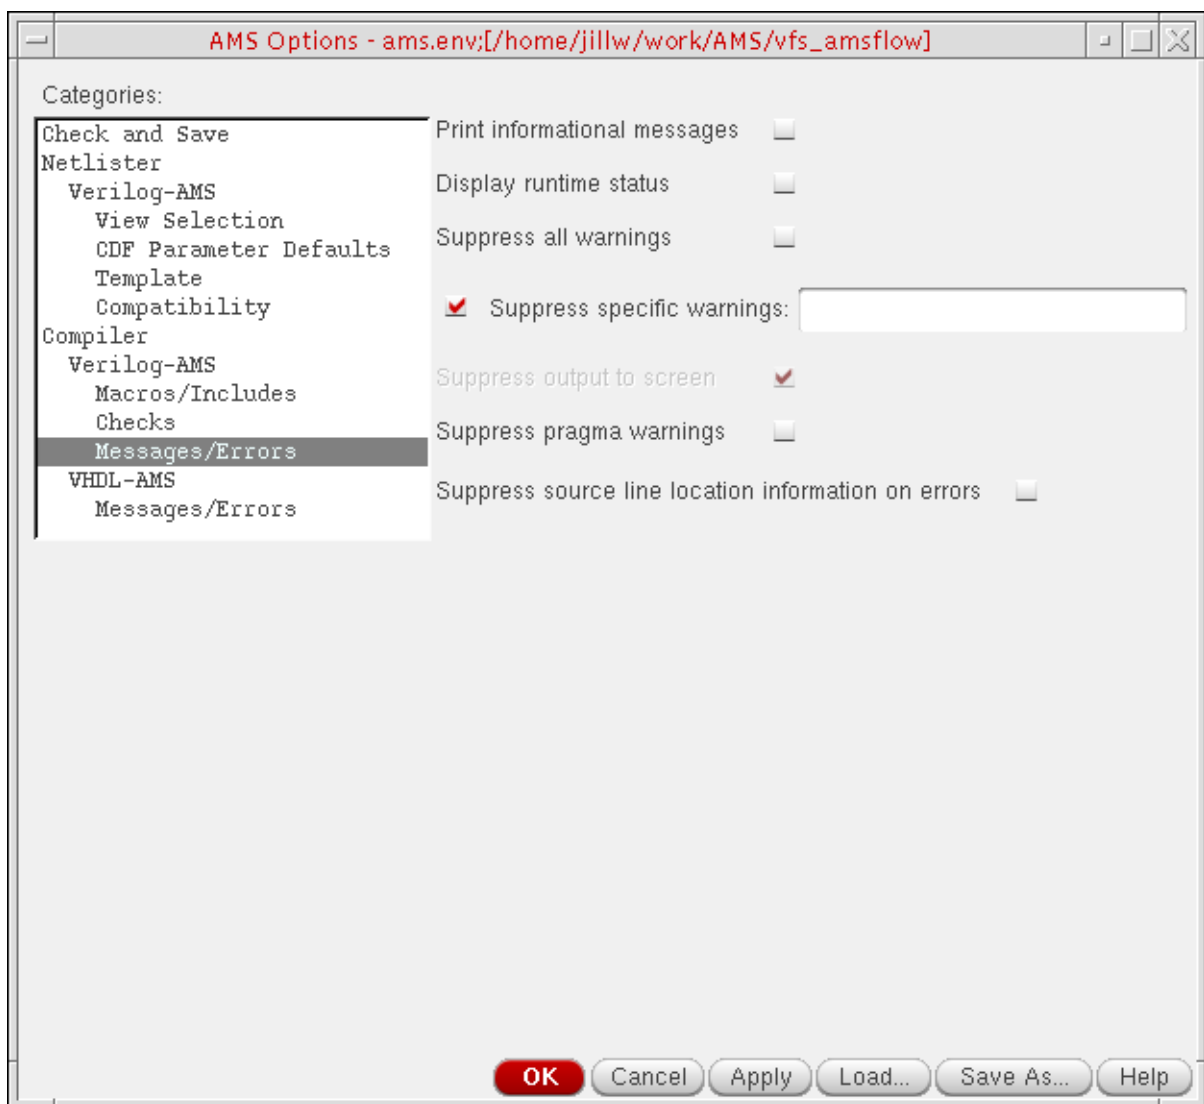 AMS Options - ams.env;[/home/jillw/work/AMS/vfs_amsflow]
Categories:
Check and Save
Netlister
Verilog-AMS
View Selection
CDF Parameter Defaults
Template
Compatibility
Compiler
Verilog-AMS
Macros/Includes
Checks
Messages/Errors
VHDL-AMS
Messages/Errors
Print informational messages
Display runtime status
Suppress all warnings
Suppress specific warnings:
Suppress output to screen
Suppress pragma warnings
Suppress source line location information on errors
OK Cancel Apply Load... Save As... Help